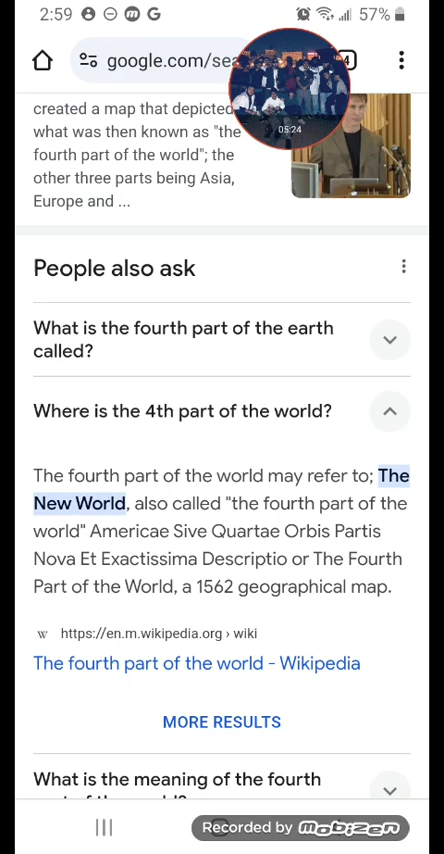 2:59
57%
google.com/sea
4
05:24
created a map that depicted
what was then known as "the
fourth part of the world"; the
other three parts being Asia,
Europe and ...
People also ask
What is the fourth part of the earth
called?
Where is the 4th part of the world?
The fourth part of the world may refer to; The
New World, also called "the fourth part of the
world" Americae Sive Quartae Orbis Partis
Nova Et Exactissima Descriptio or The Fourth
Part of the World, a 1562 geographical map.
W https://en.m.wikipedia.org › wiki
The fourth part of the world - Wikipedia
MORE RESULTS
What is the meaning of the fourth
Recorded by mobizen